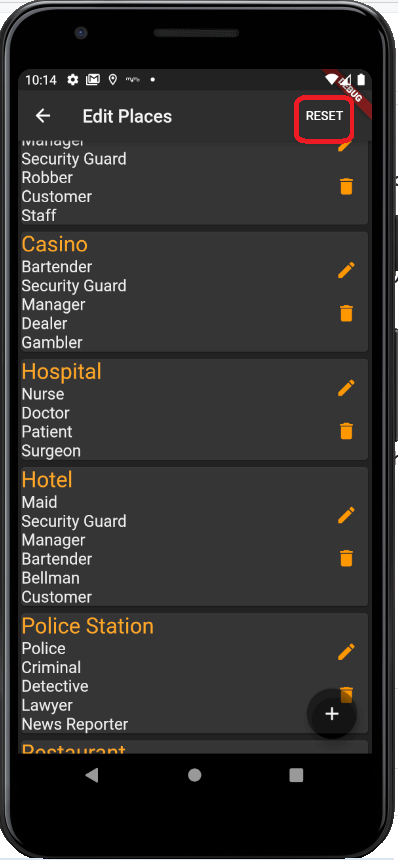 10:14
DEBUG
Edit Places
RESET
Manager
Security Guard
Robber
Customer
Staff
Casino
Bartender
Security Guard
Manager
Dealer
Gambler
Hospital
Nurse
Doctor
Patient
Surgeon
Hotel
Maid
Security Guard
Manager
Bartender
Bellman
Customer
Police Station
Police
Criminal
Detective
Lawyer
News Reporter
Restaurant